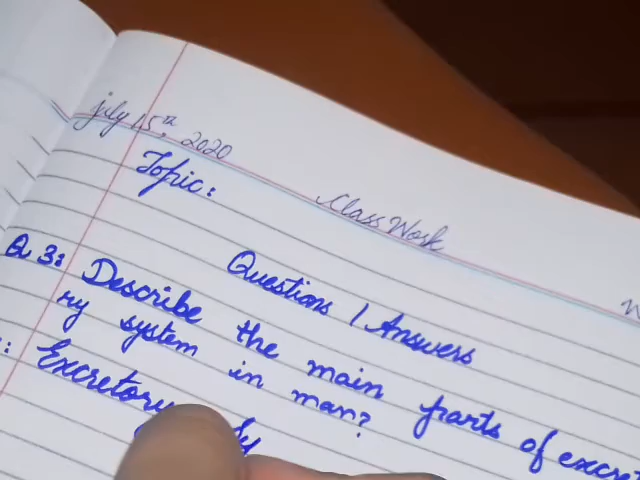 july 15th, 2020
Class Work
Topic:
Questions / Answers
Q 3: Describe the main parts of excret
ry system in man?
: Excretory Sy